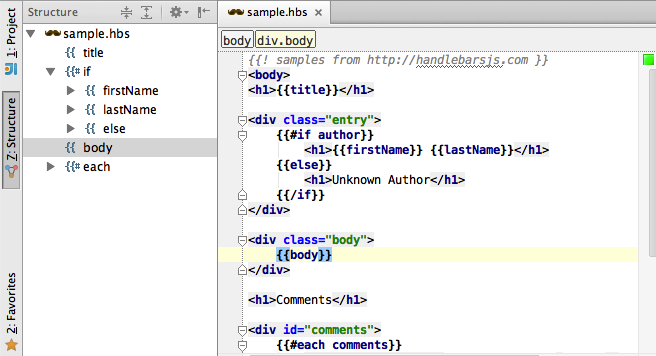 1: Project
Z: Structure
2: Favorites
Structure
sample.hbs
{{ title
{{# if
{{ firstName
{{ lastName
{{ else
{{ body
{{# each
sample.hbs
body div.body
{{! samples from http://handlebarsjs.com }}
<body>
<h1>{{title}}</h1>
<div class="entry">
{{#if author}}
<h1>{{firstName}} {{lastName}}</h1>
{{else}}
<h1>Unknown Author</h1>
{{/if}}
</div>
<div class="body">
{{body}}
</div>
<h1>Comments</h1>
<div id="comments">
{{#each comments}}